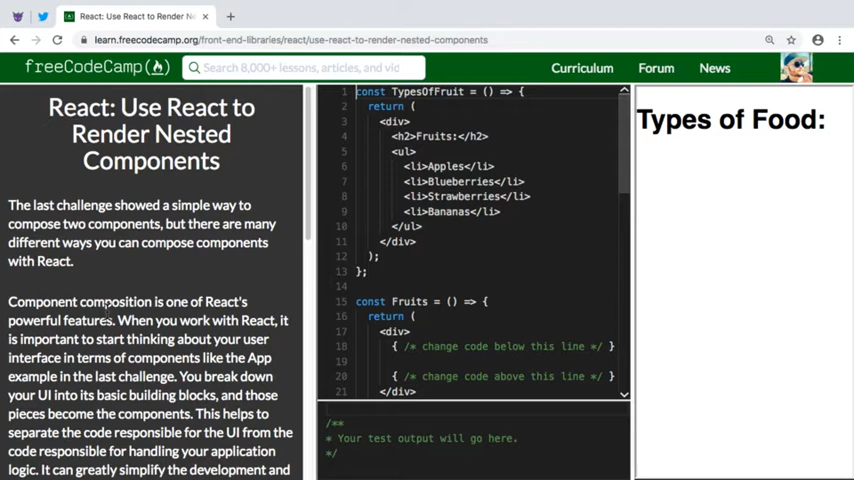 React: Use React to Render Ne
learn.freecodecamp.org/front-end-libraries/react/use-react-to-render-nested-components
freeCodeCamp
Search 8,000+ lessons, articles, and vid
Curriculum
Forum
News
React: Use React to
Render Nested
Components
The last challenge showed a simple way to
compose two components, but there are many
different ways you can compose components
with React.
Component composition is one of React's
powerful features. When you work with React, it
is important to start thinking about your user
interface in terms of components like the App
example in the last challenge. You break down
your UI into its basic building blocks, and those
pieces become the components. This helps to
separate the code responsible for the UI from the
code responsible for handling your application
logic. It can greatly simplify the development and
1 const TypesOfFruit = () => {
2 return (
3 <div>
4 <h2>Fruits:</h2>
5 <ul>
6 <li>Apples</li>
7 <li>Blueberries</li>
8 <li>Strawberries</li>
9 <li>Bananas</li>
10 </ul>
11 </div>
12 );
13 };
14
15 const Fruits = () => {
16 return (
17 <div>
18 { /* change code below this line */ }
19
20 { /* change code above this line */ }
21 </div>
/**
* Your test output will go here.
*/
Types of Food: